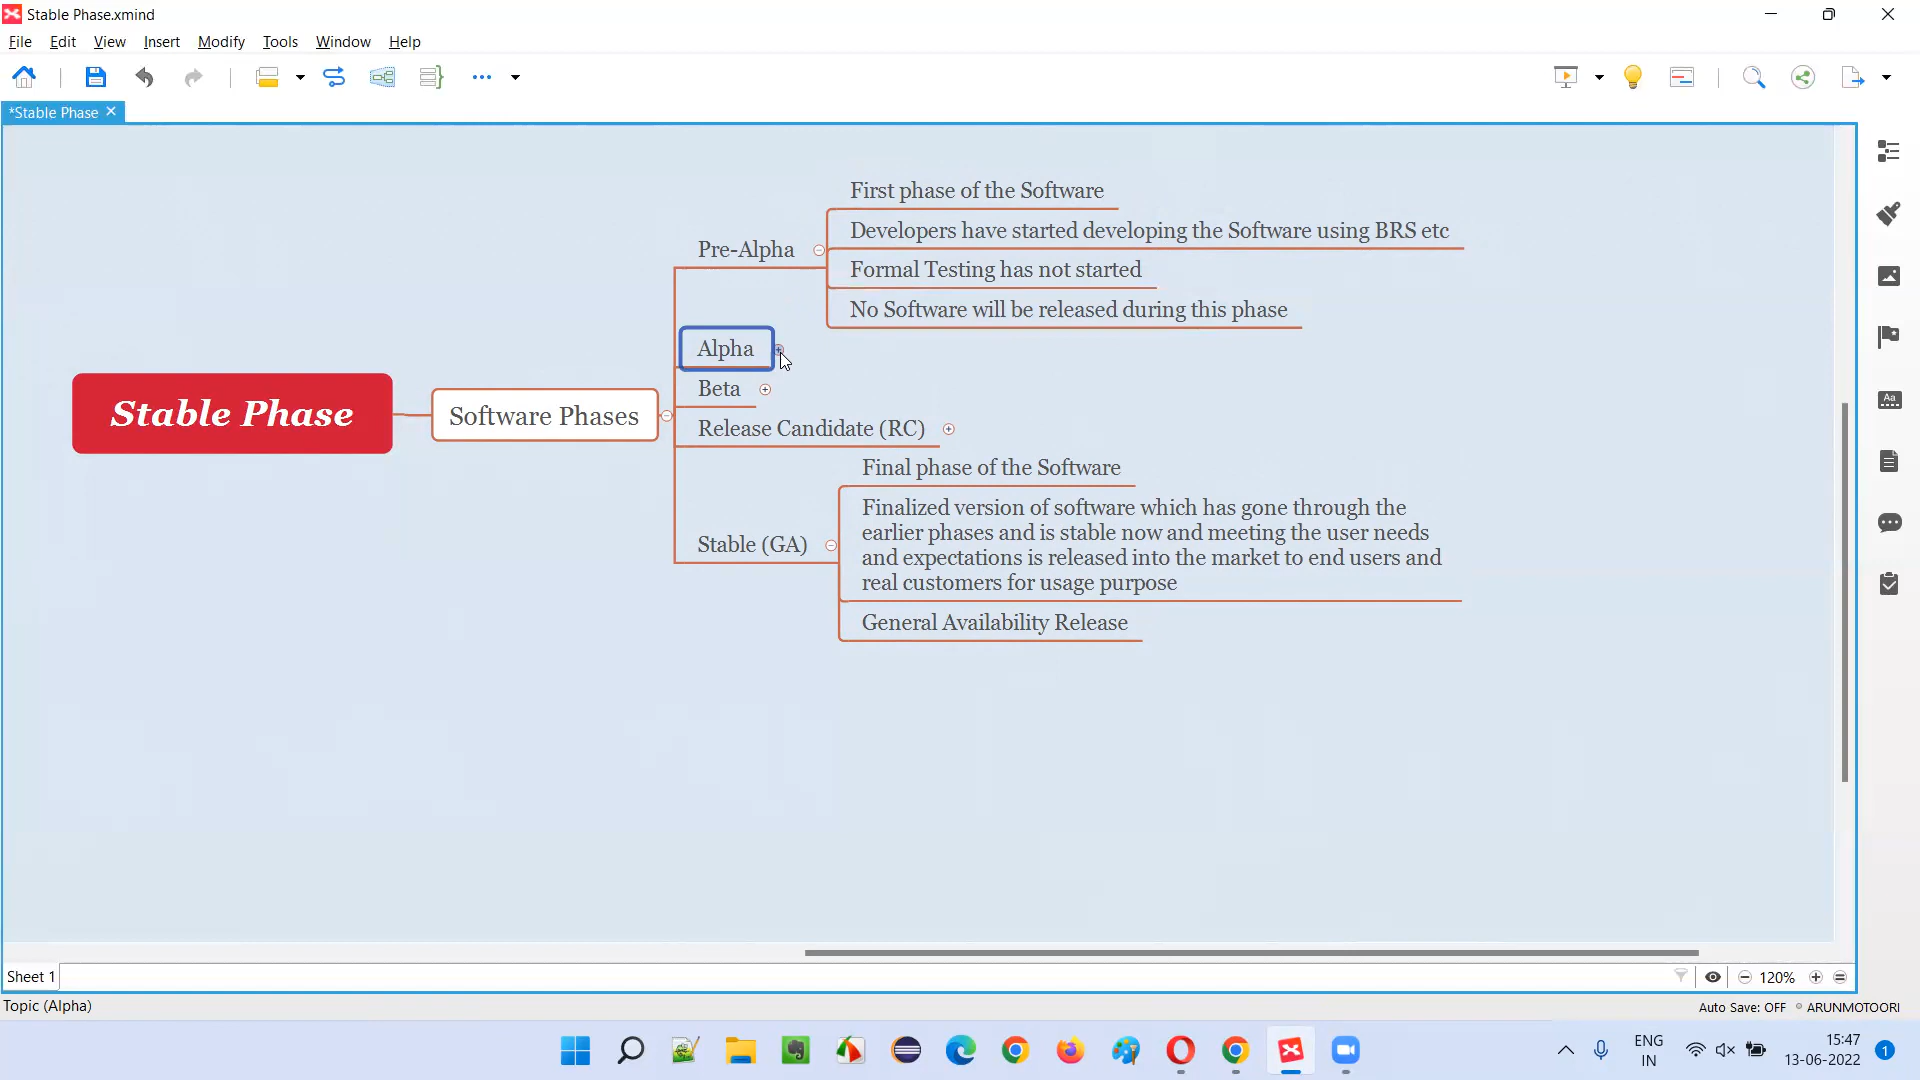 Stable Phase.xmind
File Edit View Insert Modify Tools Window Help
*Stable Phase
First phase of the Software
Developers have started developing the Software using BRS etc
Pre-Alpha
Formal Testing has not started
No Software will be released during this phase
Alpha
Beta
Stable Phase
Software Phases
Release Candidate (RC)
Final phase of the Software
Finalized version of software which has gone through the
earlier phases and is stable now and meeting the user needs
Stable (GA)
and expectations is released into the market to end users and
real customers for usage purpose
General Availability Release
Aa
Sheet 1
120%
Topic (Alpha)
Auto Save: OFF
ARUNMOTOORI
ENG
IN
15:47
13-06-2022
1